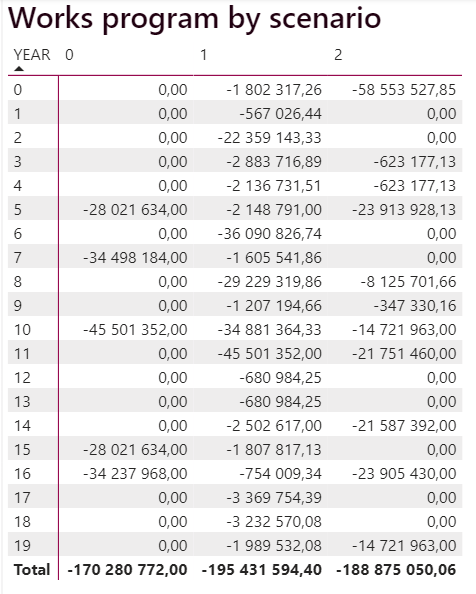 Works program by scenario
YEAR 0 1 2
0 0,00 -1 802 317,26 -58 553 527,85
1 0,00 -567 026,44 0,00
2 0,00 -22 359 143,33 0,00
3 0,00 -2 883 716,89 -623 177,13
4 0,00 -2 136 731,51 -623 177,13
5 -28 021 634,00 -2 148 791,00 -23 913 928,13
6 0,00 -36 090 826,74 0,00
7 -34 498 184,00 -1 605 541,86 0,00
8 0,00 -29 229 319,86 -8 125 701,66
9 0,00 -1 207 194,66 -347 330,16
10 -45 501 352,00 -34 881 364,33 -14 721 963,00
11 0,00 -45 501 352,00 -21 751 460,00
12 0,00 -680 984,25 0,00
13 0,00 -680 984,25 0,00
14 0,00 -2 502 617,00 -21 587 392,00
15 -28 021 634,00 -1 807 817,13 0,00
16 -34 237 968,00 -754 009,34 -23 905 430,00
17 0,00 -3 369 754,39 0,00
18 0,00 -3 232 570,08 0,00
19 0,00 -1 989 532,08 -14 721 963,00
Total -170 280 772,00 -195 431 594,40 -188 875 050,06